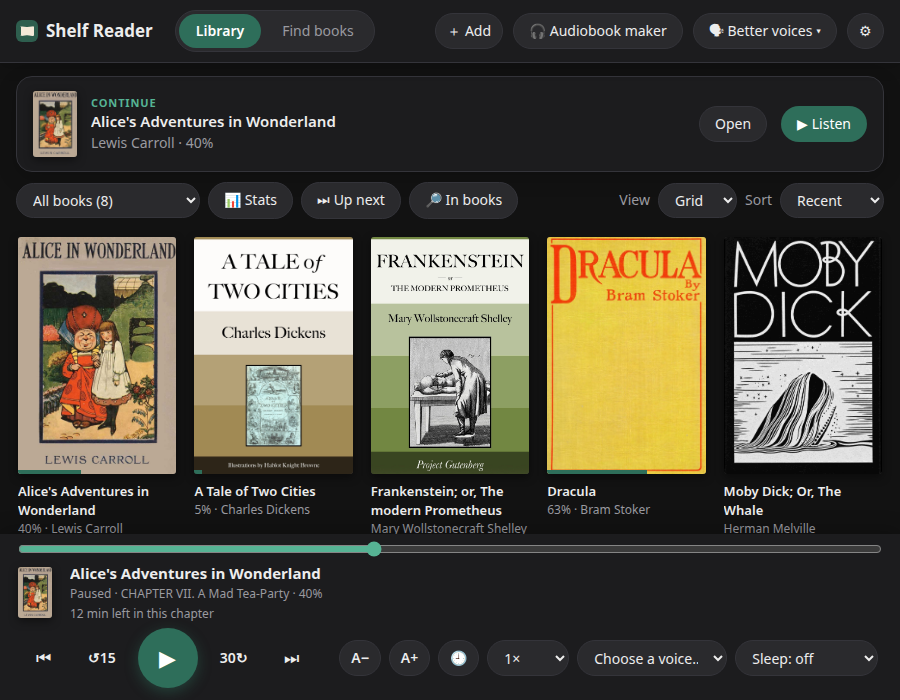 Shelf Reader
Library
Find books
+ Add
Audiobook maker
Better voices
CONTINUE
Alice's Adventures in Wonderland
Lewis Carroll · 40%
Open
Listen
All books (8)
Stats
Up next
In books
View
Grid
Sort
Recent
ALICE IN WONDERLAND
LEWIS CARROLL
A TALE of
TWO CITIES
Charles Dickens
Illustrations by Hablot Knight Browne
FRANKENSTEIN
or
THE MODERN PROMETHEUS
Mary Wollstonecraft Shelley
Project Gutenberg
DRACULA
By
Bram Stoker
MOBY
DICK
Alice's Adventures in
Wonderland
40% · Lewis Carroll
A Tale of Two Cities
5% · Charles Dickens
Frankenstein; or, The
modern Prometheus
Mary Wollstonecraft Shelley
Dracula
63% · Bram Stoker
Moby Dick; Or, The
Whale
Herman Melville
Alice's Adventures in Wonderland
Paused · CHAPTER VII. A Mad Tea-Party · 40%
12 min left in this chapter
↺15
30↻
A−
A+
1×
Choose a voice..
Sleep: off